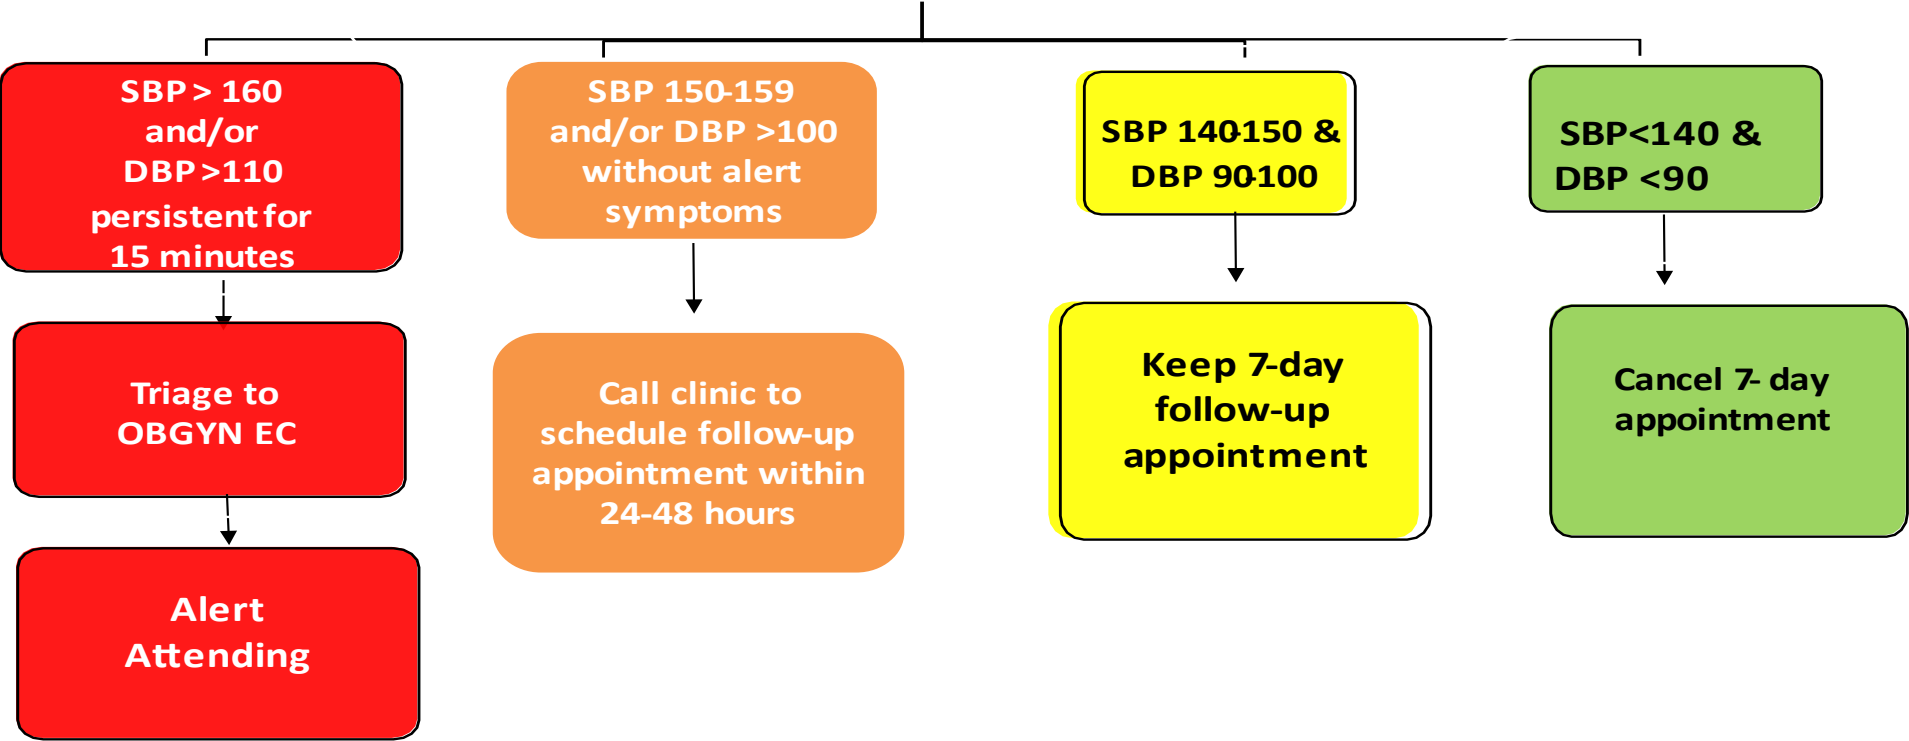 SBP > 160
and/or
DBP >110
persistent for
15 minutes
Triage to
OBGYN EC
Alert
Attending
SBP 150-159
and/or DBP >100
without alert
symptoms
Call clinic to
schedule follow-up
appointment within
24-48 hours
SBP 140-150 &
DBP 90-100
Keep 7-day
follow-up
appointment
SBP<140 &
DBP <90
Cancel 7- day
appointment